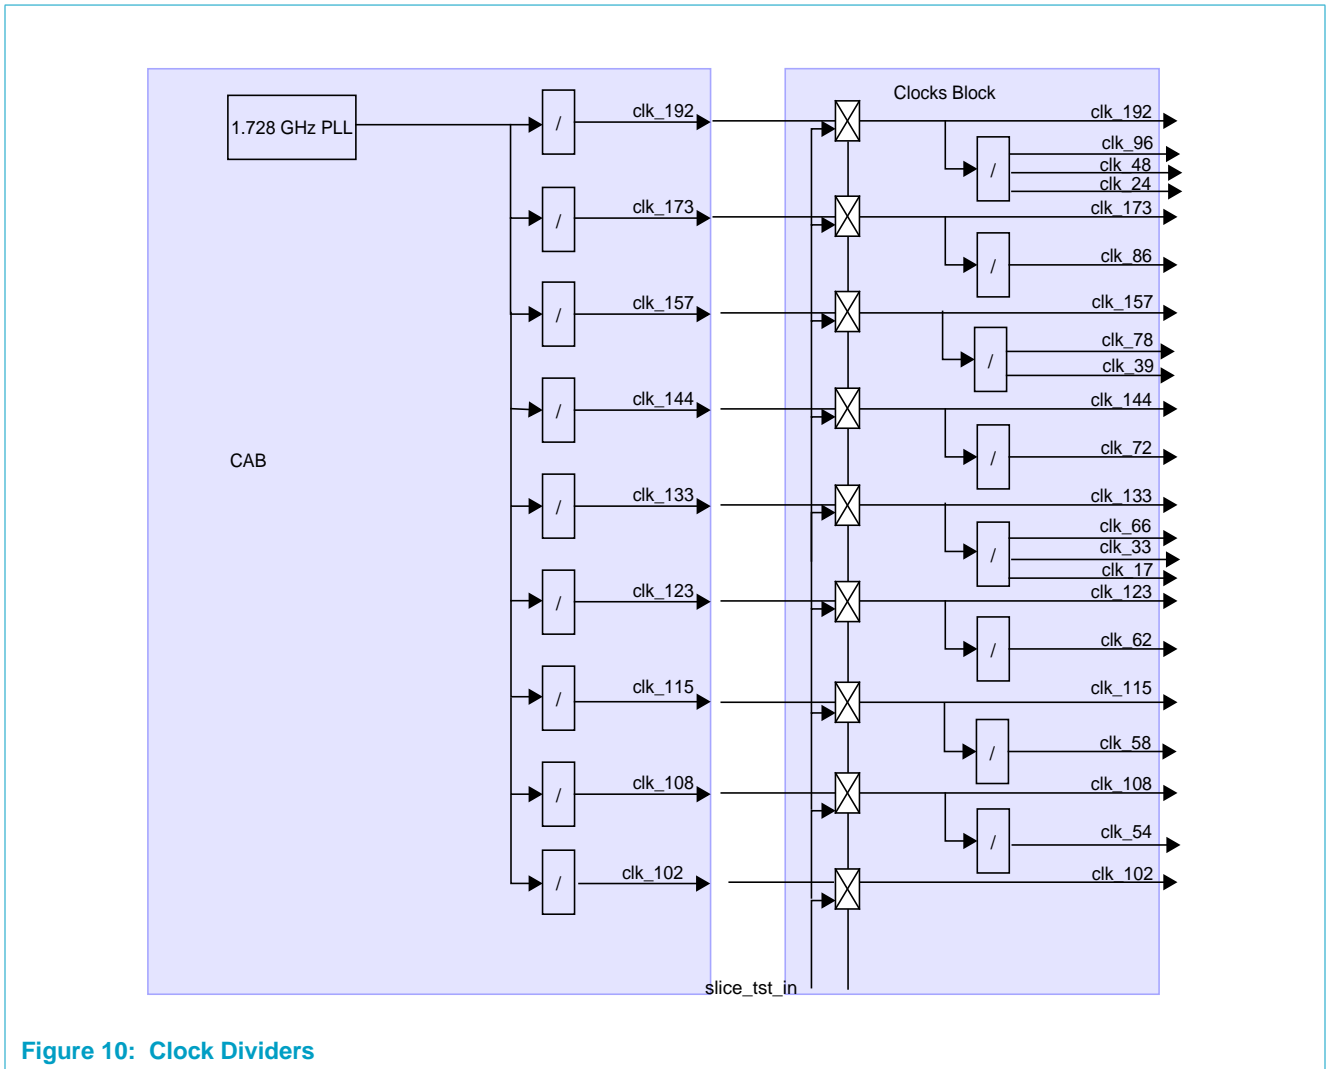 Clocks Block
1.728 GHz PLL
/
clk_192
clk_192
clk_96
/
clk_48
clk_24
/
clk_173
clk_173
/
clk_86
/
clk_157
clk_157
/
clk_78
clk_39
/
clk_144
clk_144
/
clk_72
CAB
/
clk_133
clk_133
/
clk_66
clk_33
clk_17
/
clk_123
clk_123
/
clk_62
/
clk_115
clk_115
/
clk_58
/
clk_108
clk_108
/
clk_54
/
clk_102
clk_102
slice_tst_in
Figure 10: Clock Dividers